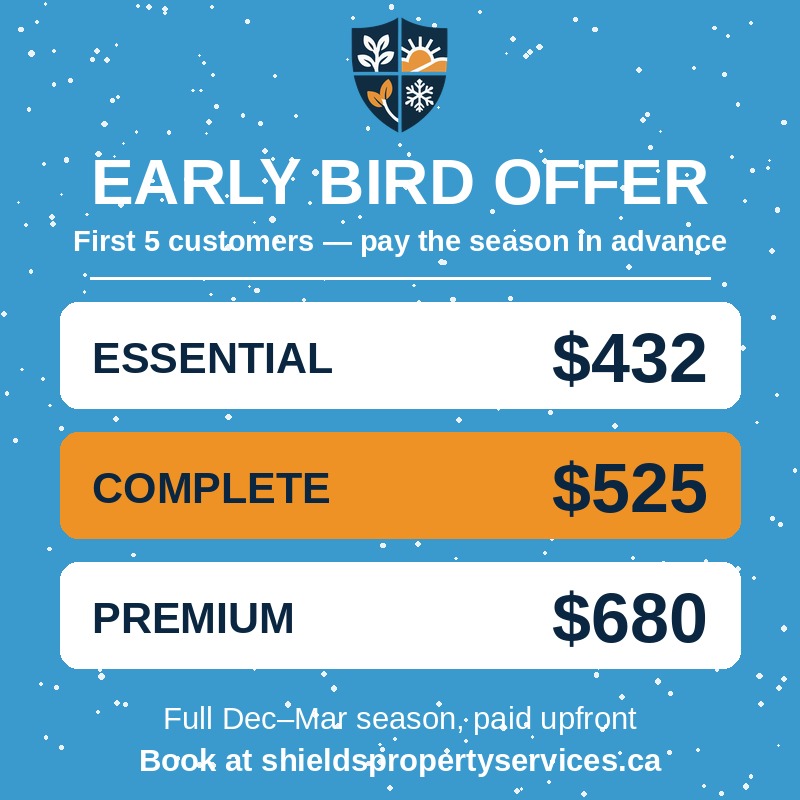 EARLY BIRD OFFER
First 5 customers — pay the season in advance
ESSENTIAL $432
COMPLETE $525
PREMIUM $680
Full Dec–Mar season, paid upfront
Book at shieldspropertyservices.ca